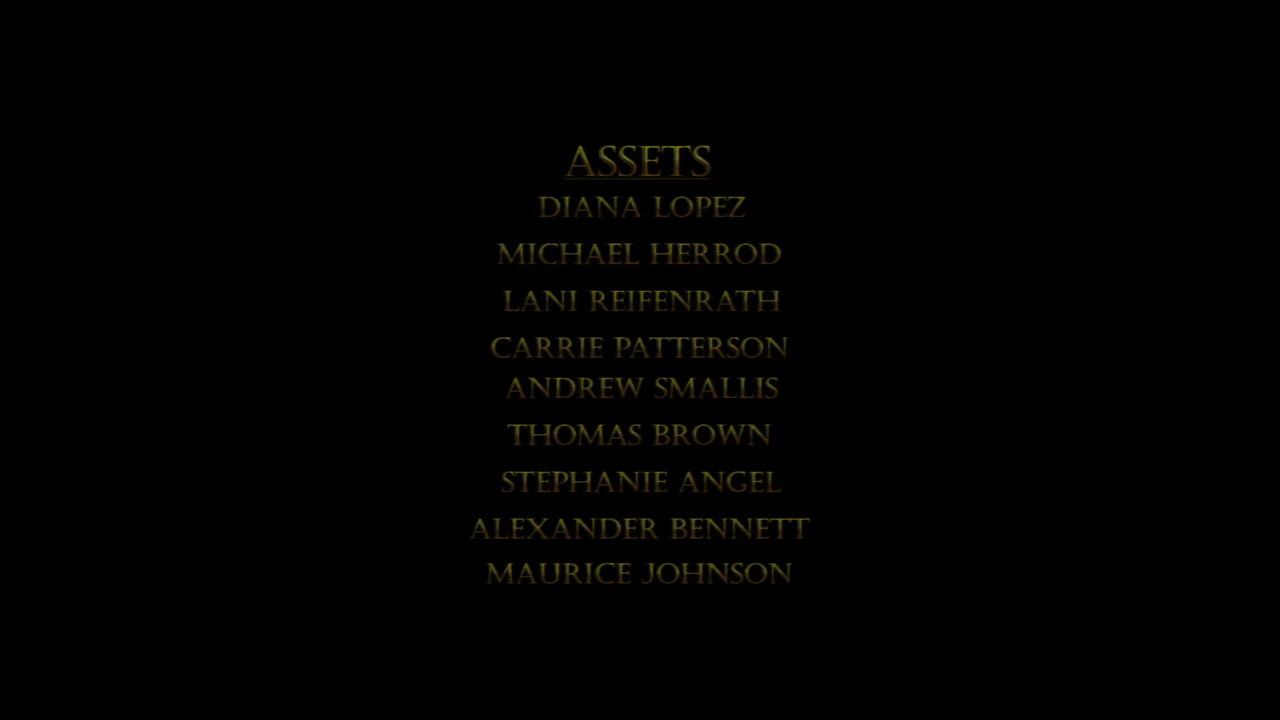 ASSETS
DIANA LOPEZ
MICHAEL HERROD
LANI REIFENRATH
CARRIE PATTERSON
ANDREW SMALLIS
THOMAS BROWN
STEPHANIE ANGEL
ALEXANDER BENNETT
MAURICE JOHNSON